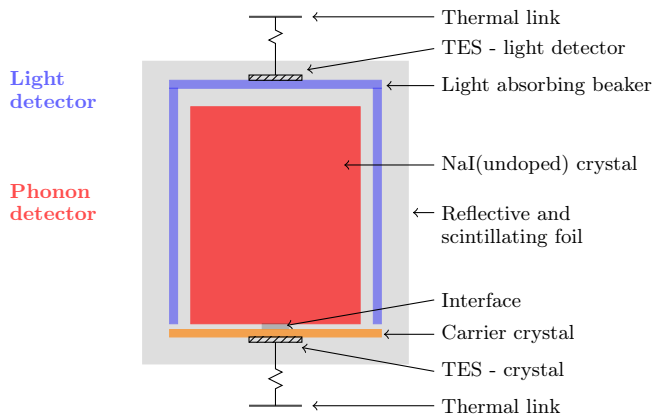 Light
detector
Phonon
detector
Thermal link
TES - light detector
Light absorbing beaker
NaI(undoped) crystal
Reflective and
scintillating foil
Interface
Carrier crystal
TES - crystal
Thermal link